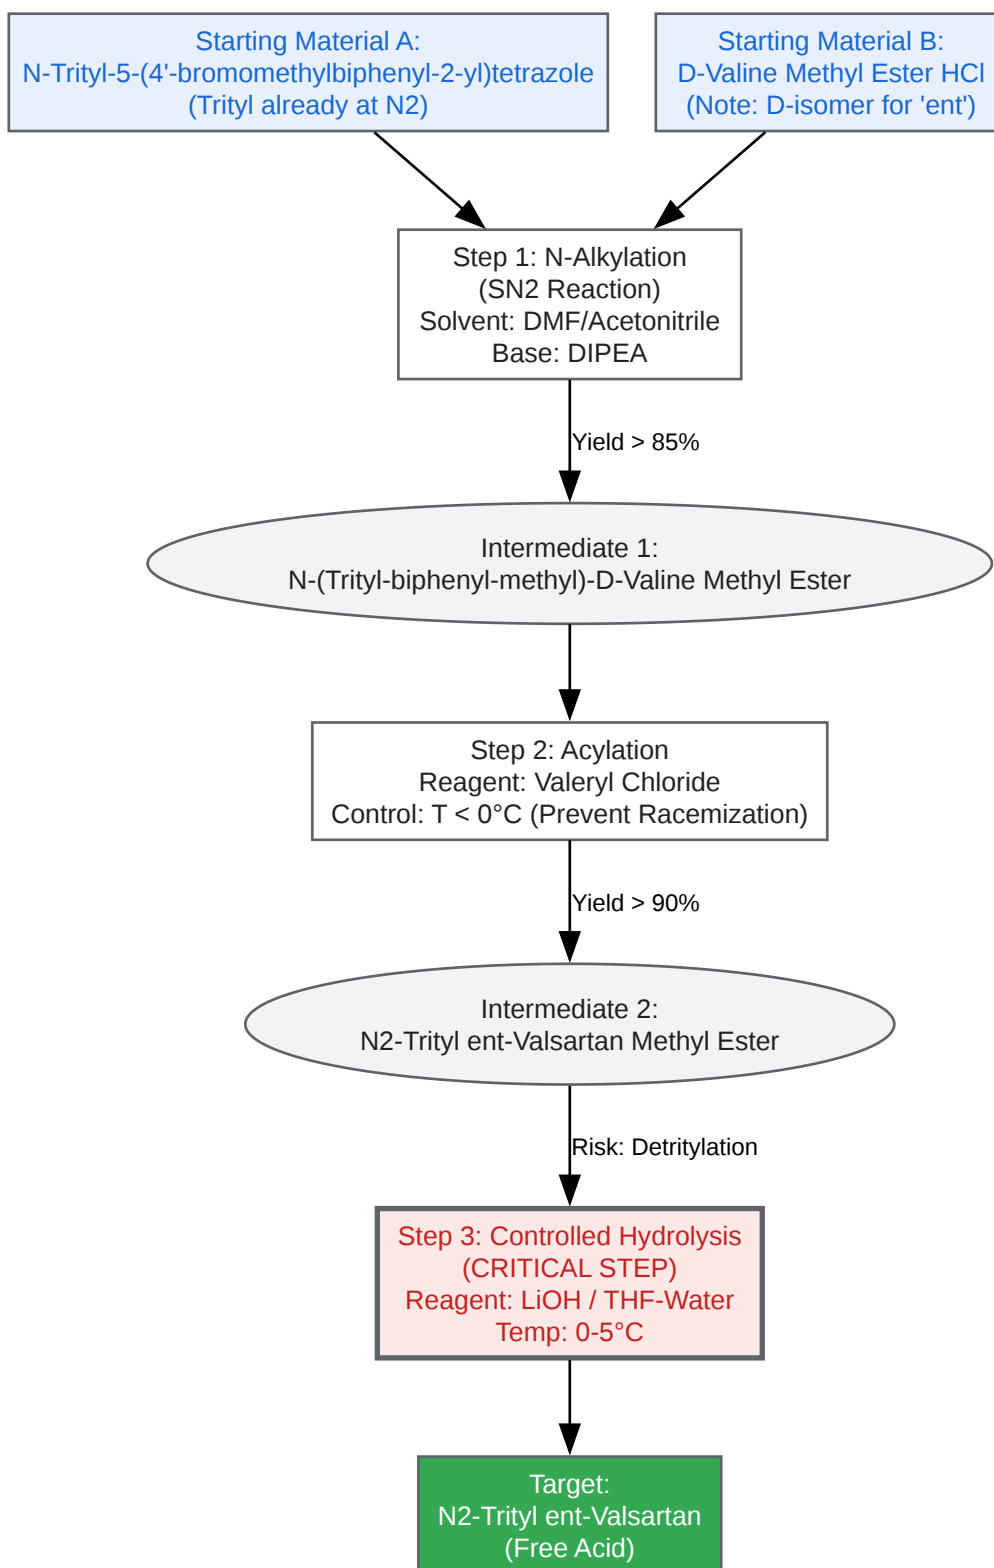 Starting Material A:
N-Trityl-5-(4'-bromomethylbiphenyl-2-yl)tetrazole
(Trityl already at N2)
Starting Material B:
D-Valine Methyl Ester HCl
(Note: D-isomer for 'ent')
Step 1: N-Alkylation
(SN2 Reaction)
Solvent: DMF/Acetonitrile
Base: DIPEA
Yield > 85%
Intermediate 1:
N-(Trityl-biphenyl-methyl)-D-Valine Methyl Ester
Step 2: Acylation
Reagent: Valeryl Chloride
Control: T < 0°C (Prevent Racemization)
Yield > 90%
Intermediate 2:
N2-Trityl ent-Valsartan Methyl Ester
Risk: Detritylation
Step 3: Controlled Hydrolysis
(CRITICAL STEP)
Reagent: LiOH / THF-Water
Temp: 0-5°C
Target:
N2-Trityl ent-Valsartan
(Free Acid)